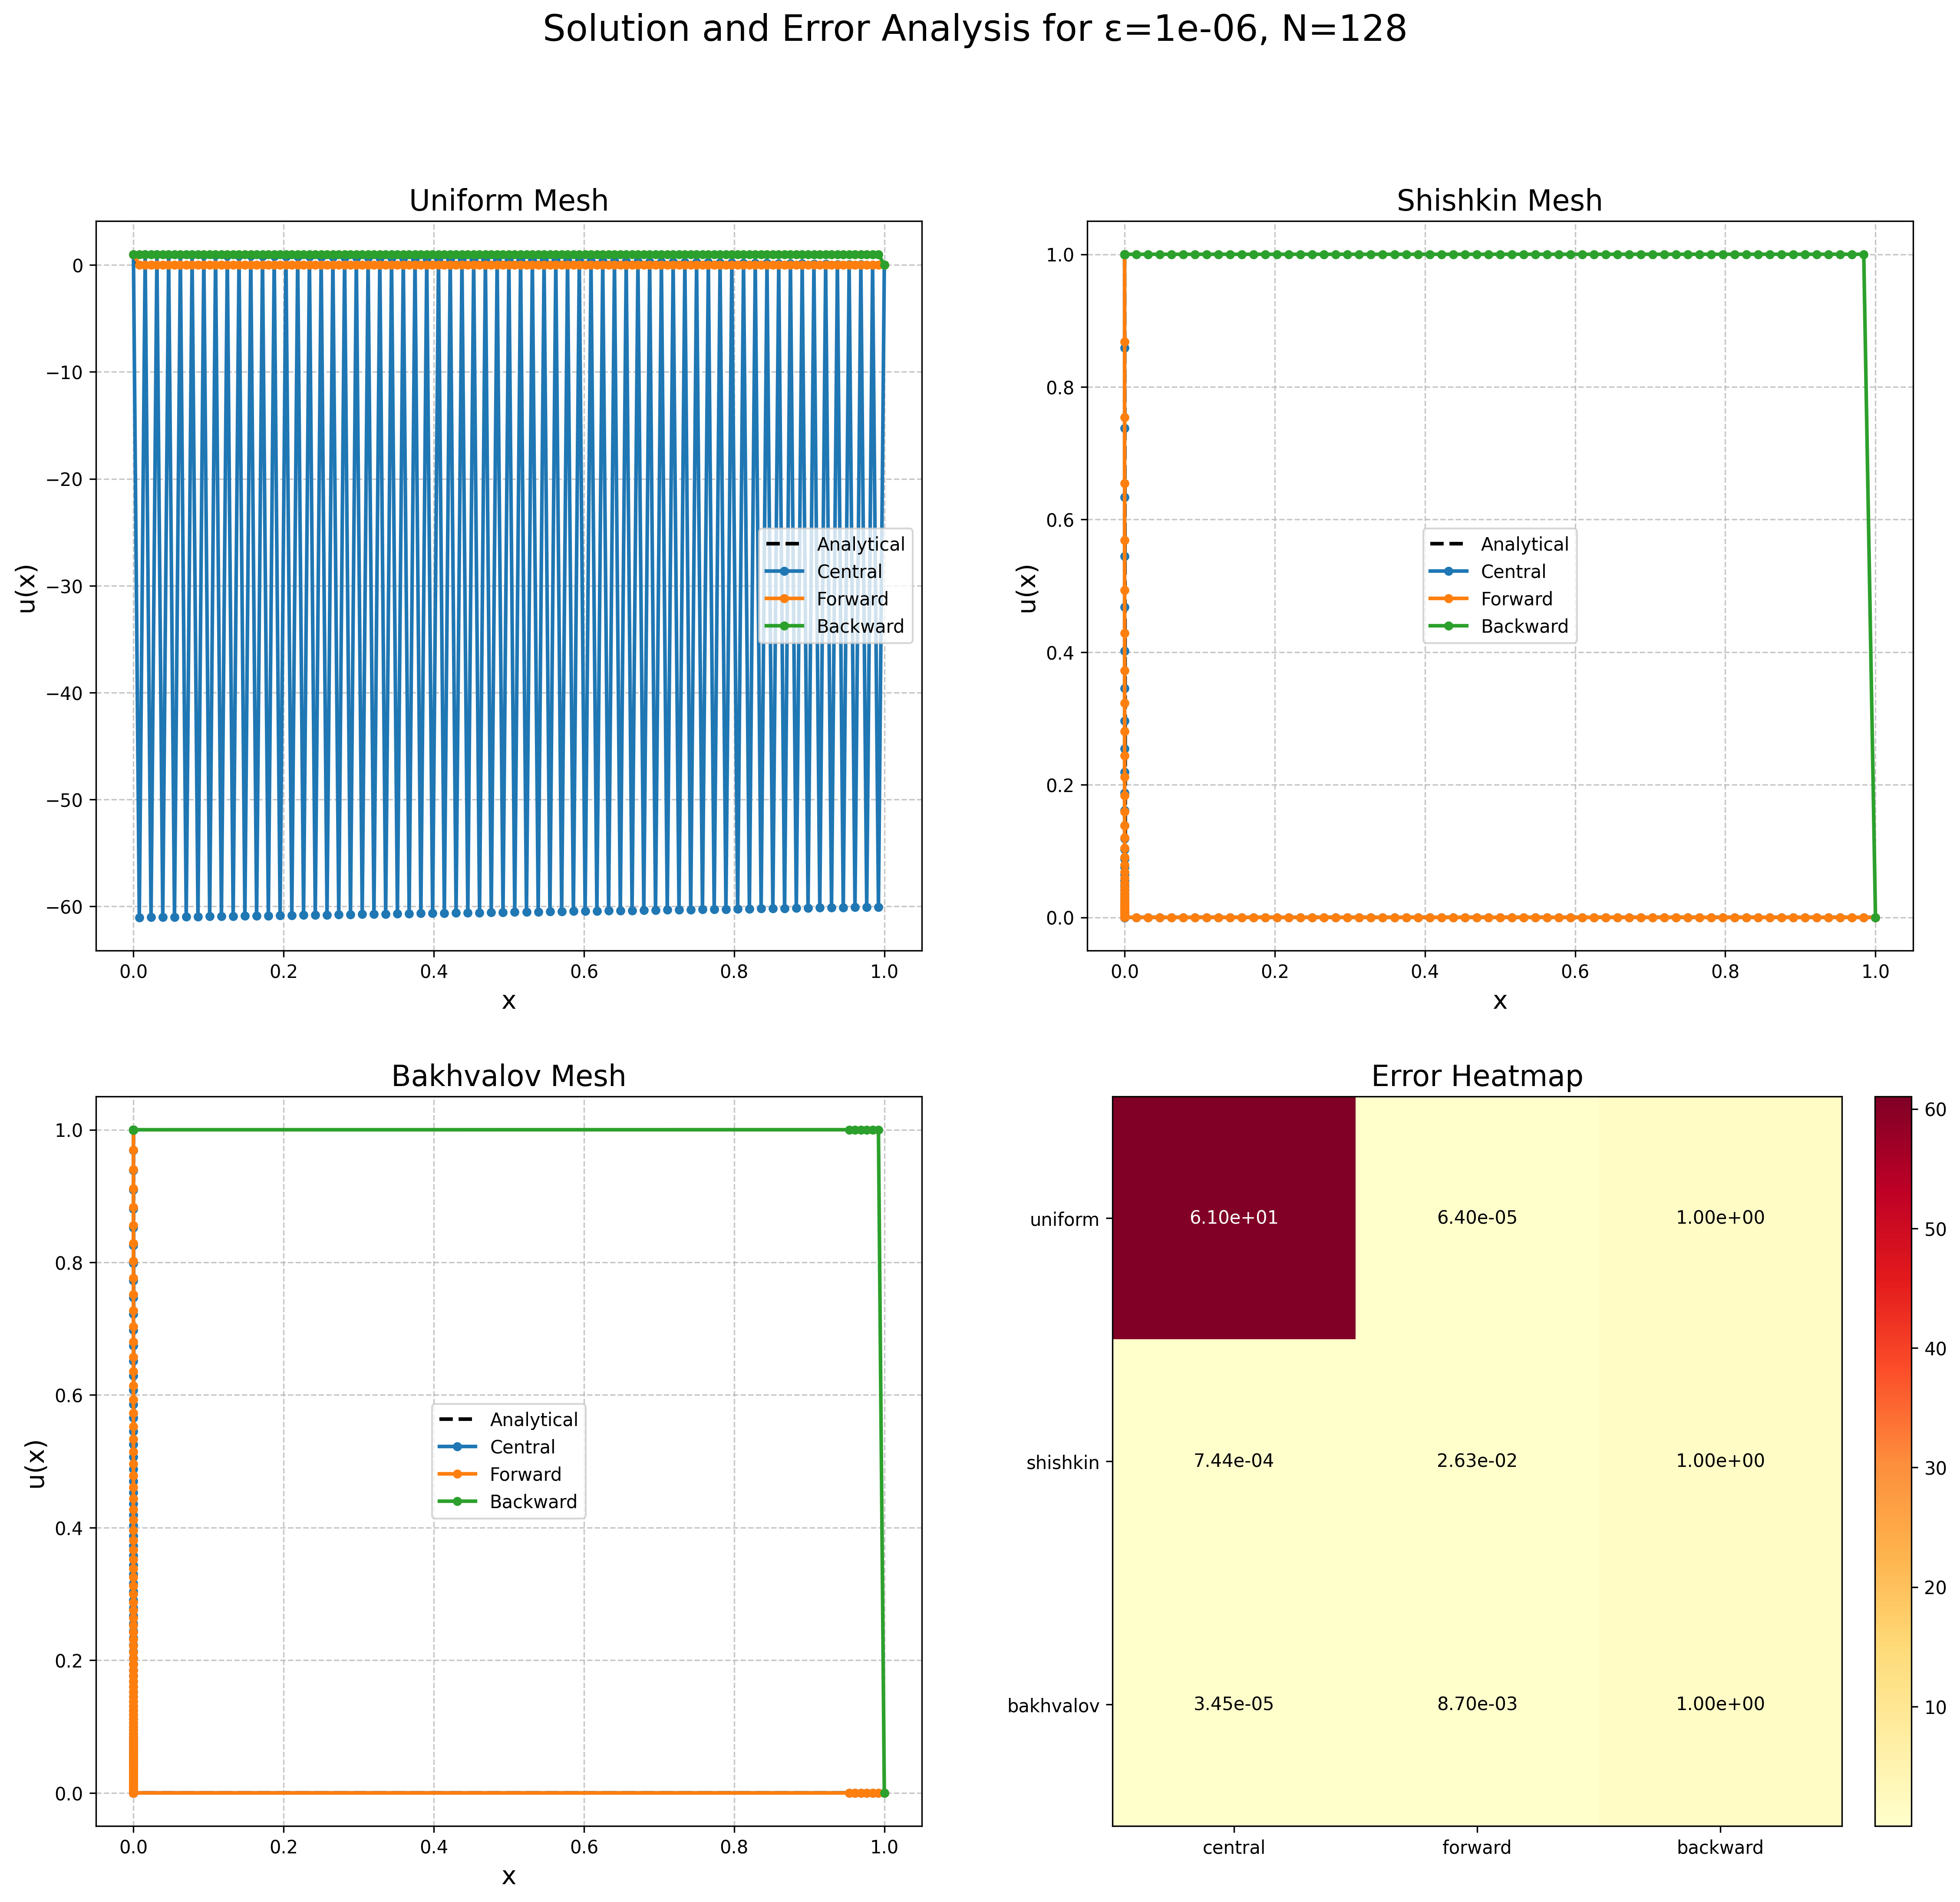 Solution and Error Analysis for ε=1e-06, N=128
Uniform Mesh
u(x)
0
−10
−20
−30
−40
−50
−60
Analytical
Central
Forward
Backward
0.0 0.2 0.4 0.6 0.8 1.0
x
Shishkin Mesh
u(x)
1.0
0.8
0.6
0.4
0.2
0.0
Analytical
Central
Forward
Backward
0.0 0.2 0.4 0.6 0.8 1.0
x
Bakhvalov Mesh
u(x)
1.0
0.8
0.6
0.4
0.2
0.0
Analytical
Central
Forward
Backward
0.0 0.2 0.4 0.6 0.8 1.0
x
Error Heatmap
uniform 6.10e+01 6.40e-05 1.00e+00
shishkin 7.44e-04 2.63e-02 1.00e+00
bakhvalov 3.45e-05 8.70e-03 1.00e+00
central forward backward
60
50
40
30
20
10